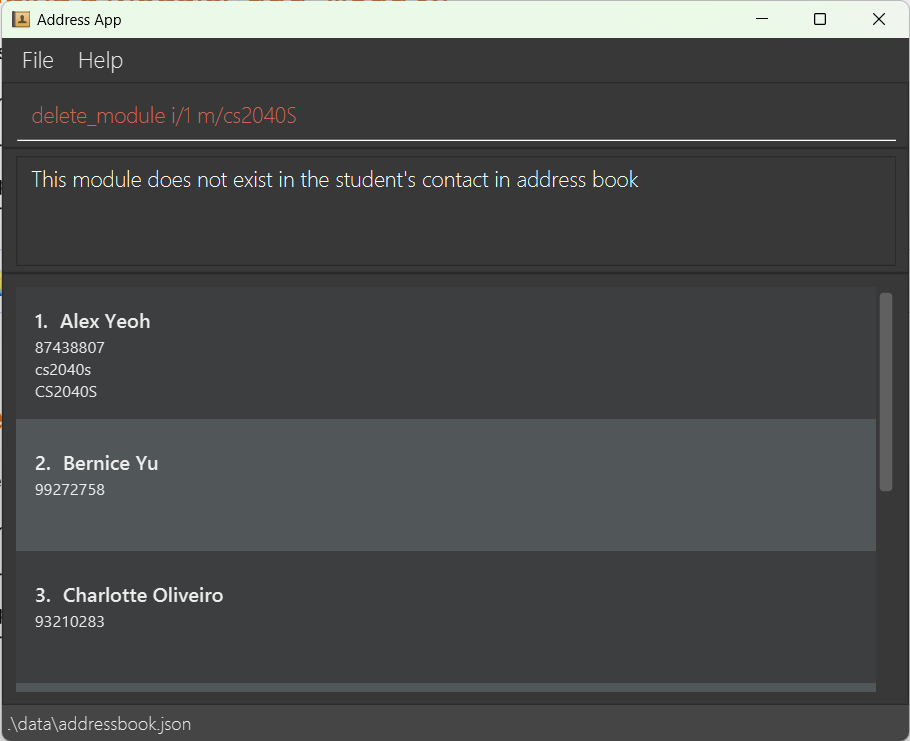 Address App
File Help
delete_module i/1 m/cs2040S
This module does not exist in the student's contact in address book
1. Alex Yeoh
87438807
cs2040s
CS2040S
2. Bernice Yu
99272758
3. Charlotte Oliveiro
93210283
.\data\addressbook.json